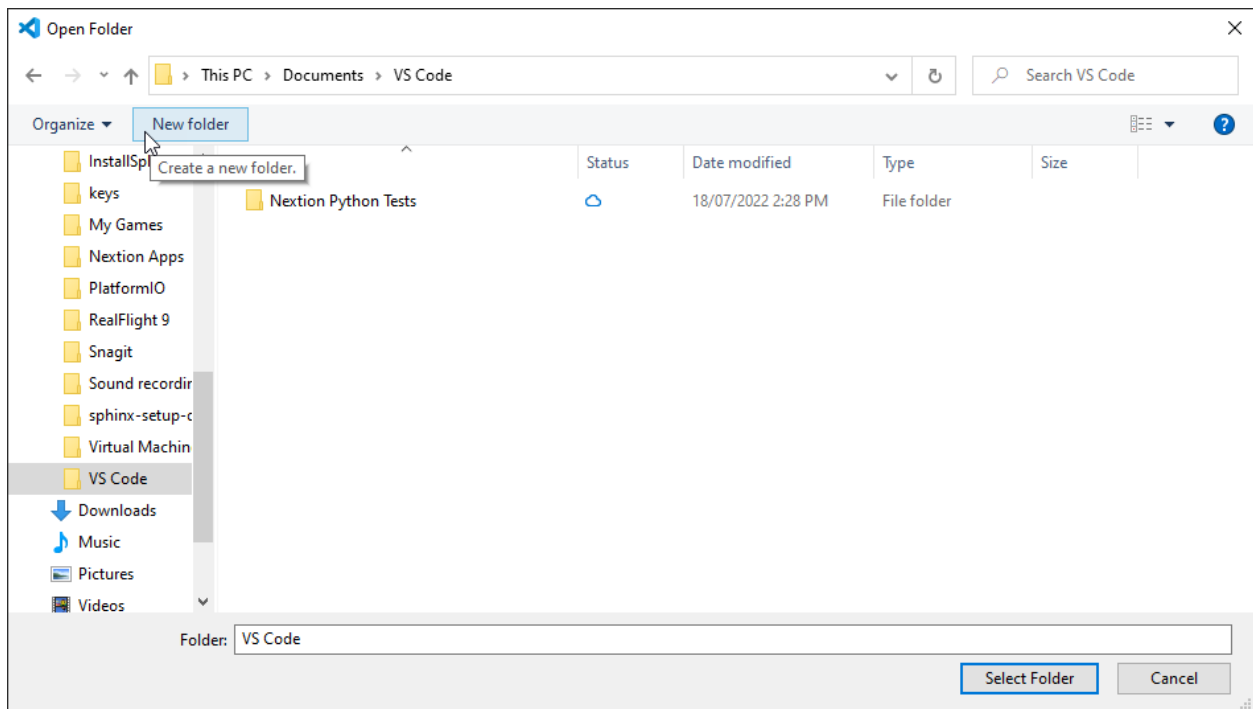 Open Folder
This PC > Documents > VS Code
Search VS Code
Organize
New folder
Create a new folder.
Status
Date modified
Type
Size
Nextion Python Tests
18/07/2022 2:28 PM
File folder
InstallSpl
keys
My Games
Nextion Apps
PlatformIO
RealFlight 9
Snagit
Sound recordin
sphinx-setup-c
Virtual Machin
VS Code
Downloads
Music
Pictures
Videos
Folder: VS Code
Select Folder
Cancel